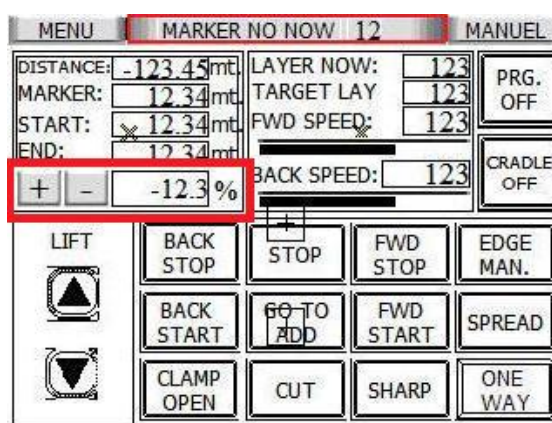 MENU MARKER NO NOW 12 MANUEL
DISTANCE: -123.45 mt.
MARKER: 12.34 mt.
START: 12.34 mt.
END: 12.34 mt.
+ - -12.3 %
LAYER NOW: 123
TARGET LAY 123
FWD SPEED: 123
BACK SPEED: 123
PRG. OFF
CRADLE OFF
LIFT
BACK STOP
STOP
FWD STOP
EDGE MAN.
BACK START
GO TO ADD
FWD START
SPREAD
CLAMP OPEN
CUT
SHARP
ONE WAY